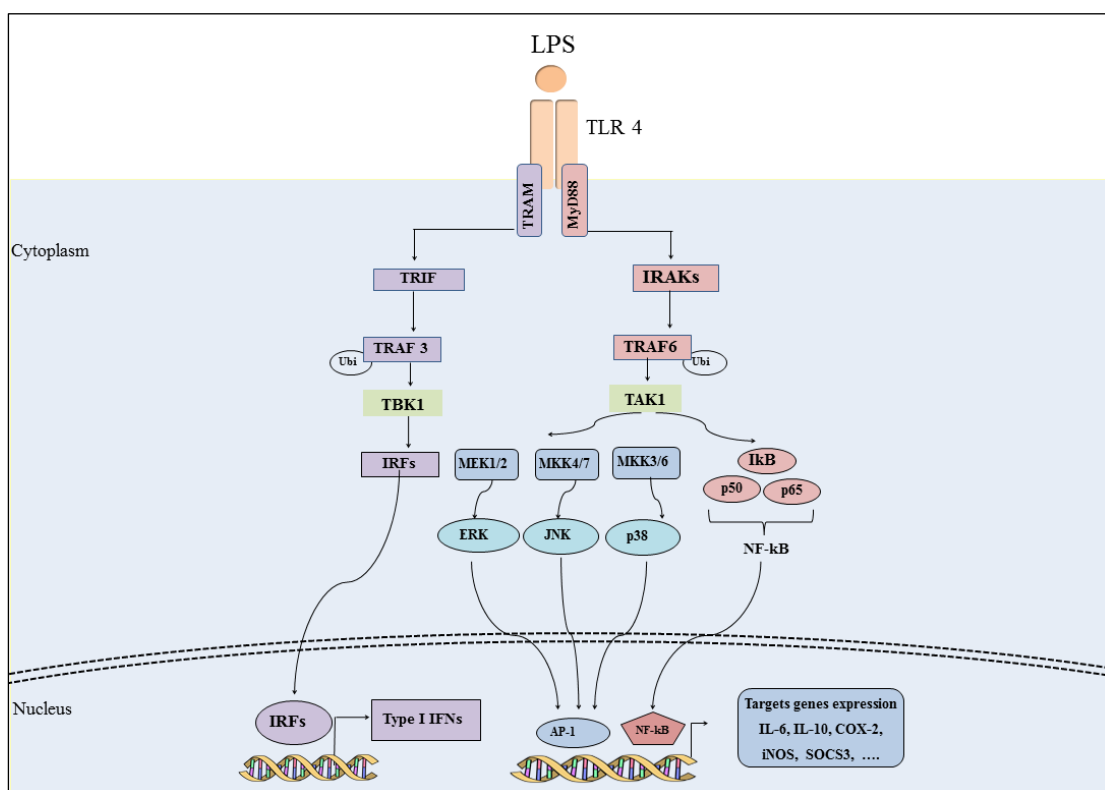 LPS
TLR 4
TRAM
MyD88
Cytoplasm
TRIF
IRAKs
TRAF 3
Ubi
TRAF6
Ubi
TBK1
TAK1
IRFs
MEK1/2
MKK4/7
MKK3/6
IkB
p50
p65
ERK
JNK
p38
NF-kB
Nucleus
IRFs
Type I IFNs
AP-1
NF-kB
Targets genes expression
IL-6, IL-10, COX-2,
iNOS, SOCS3, ....